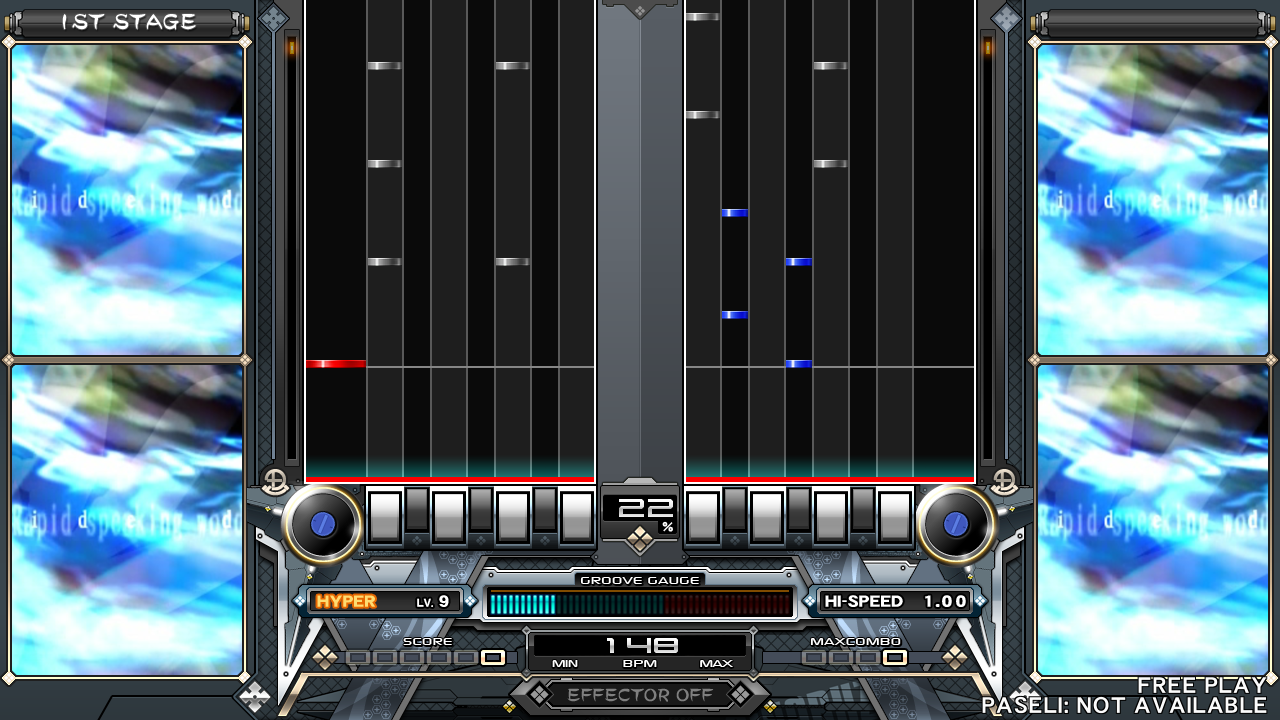 1ST STAGE
22
%
GROOVE GAUGE
HYPER LV. 9
HI-SPEED 1.00
SCORE
148
MAXCOMBO
MIN BPM MAX
EFFECTOR OFF
FREE PLAY
PASELI: NOT AVAILABLE